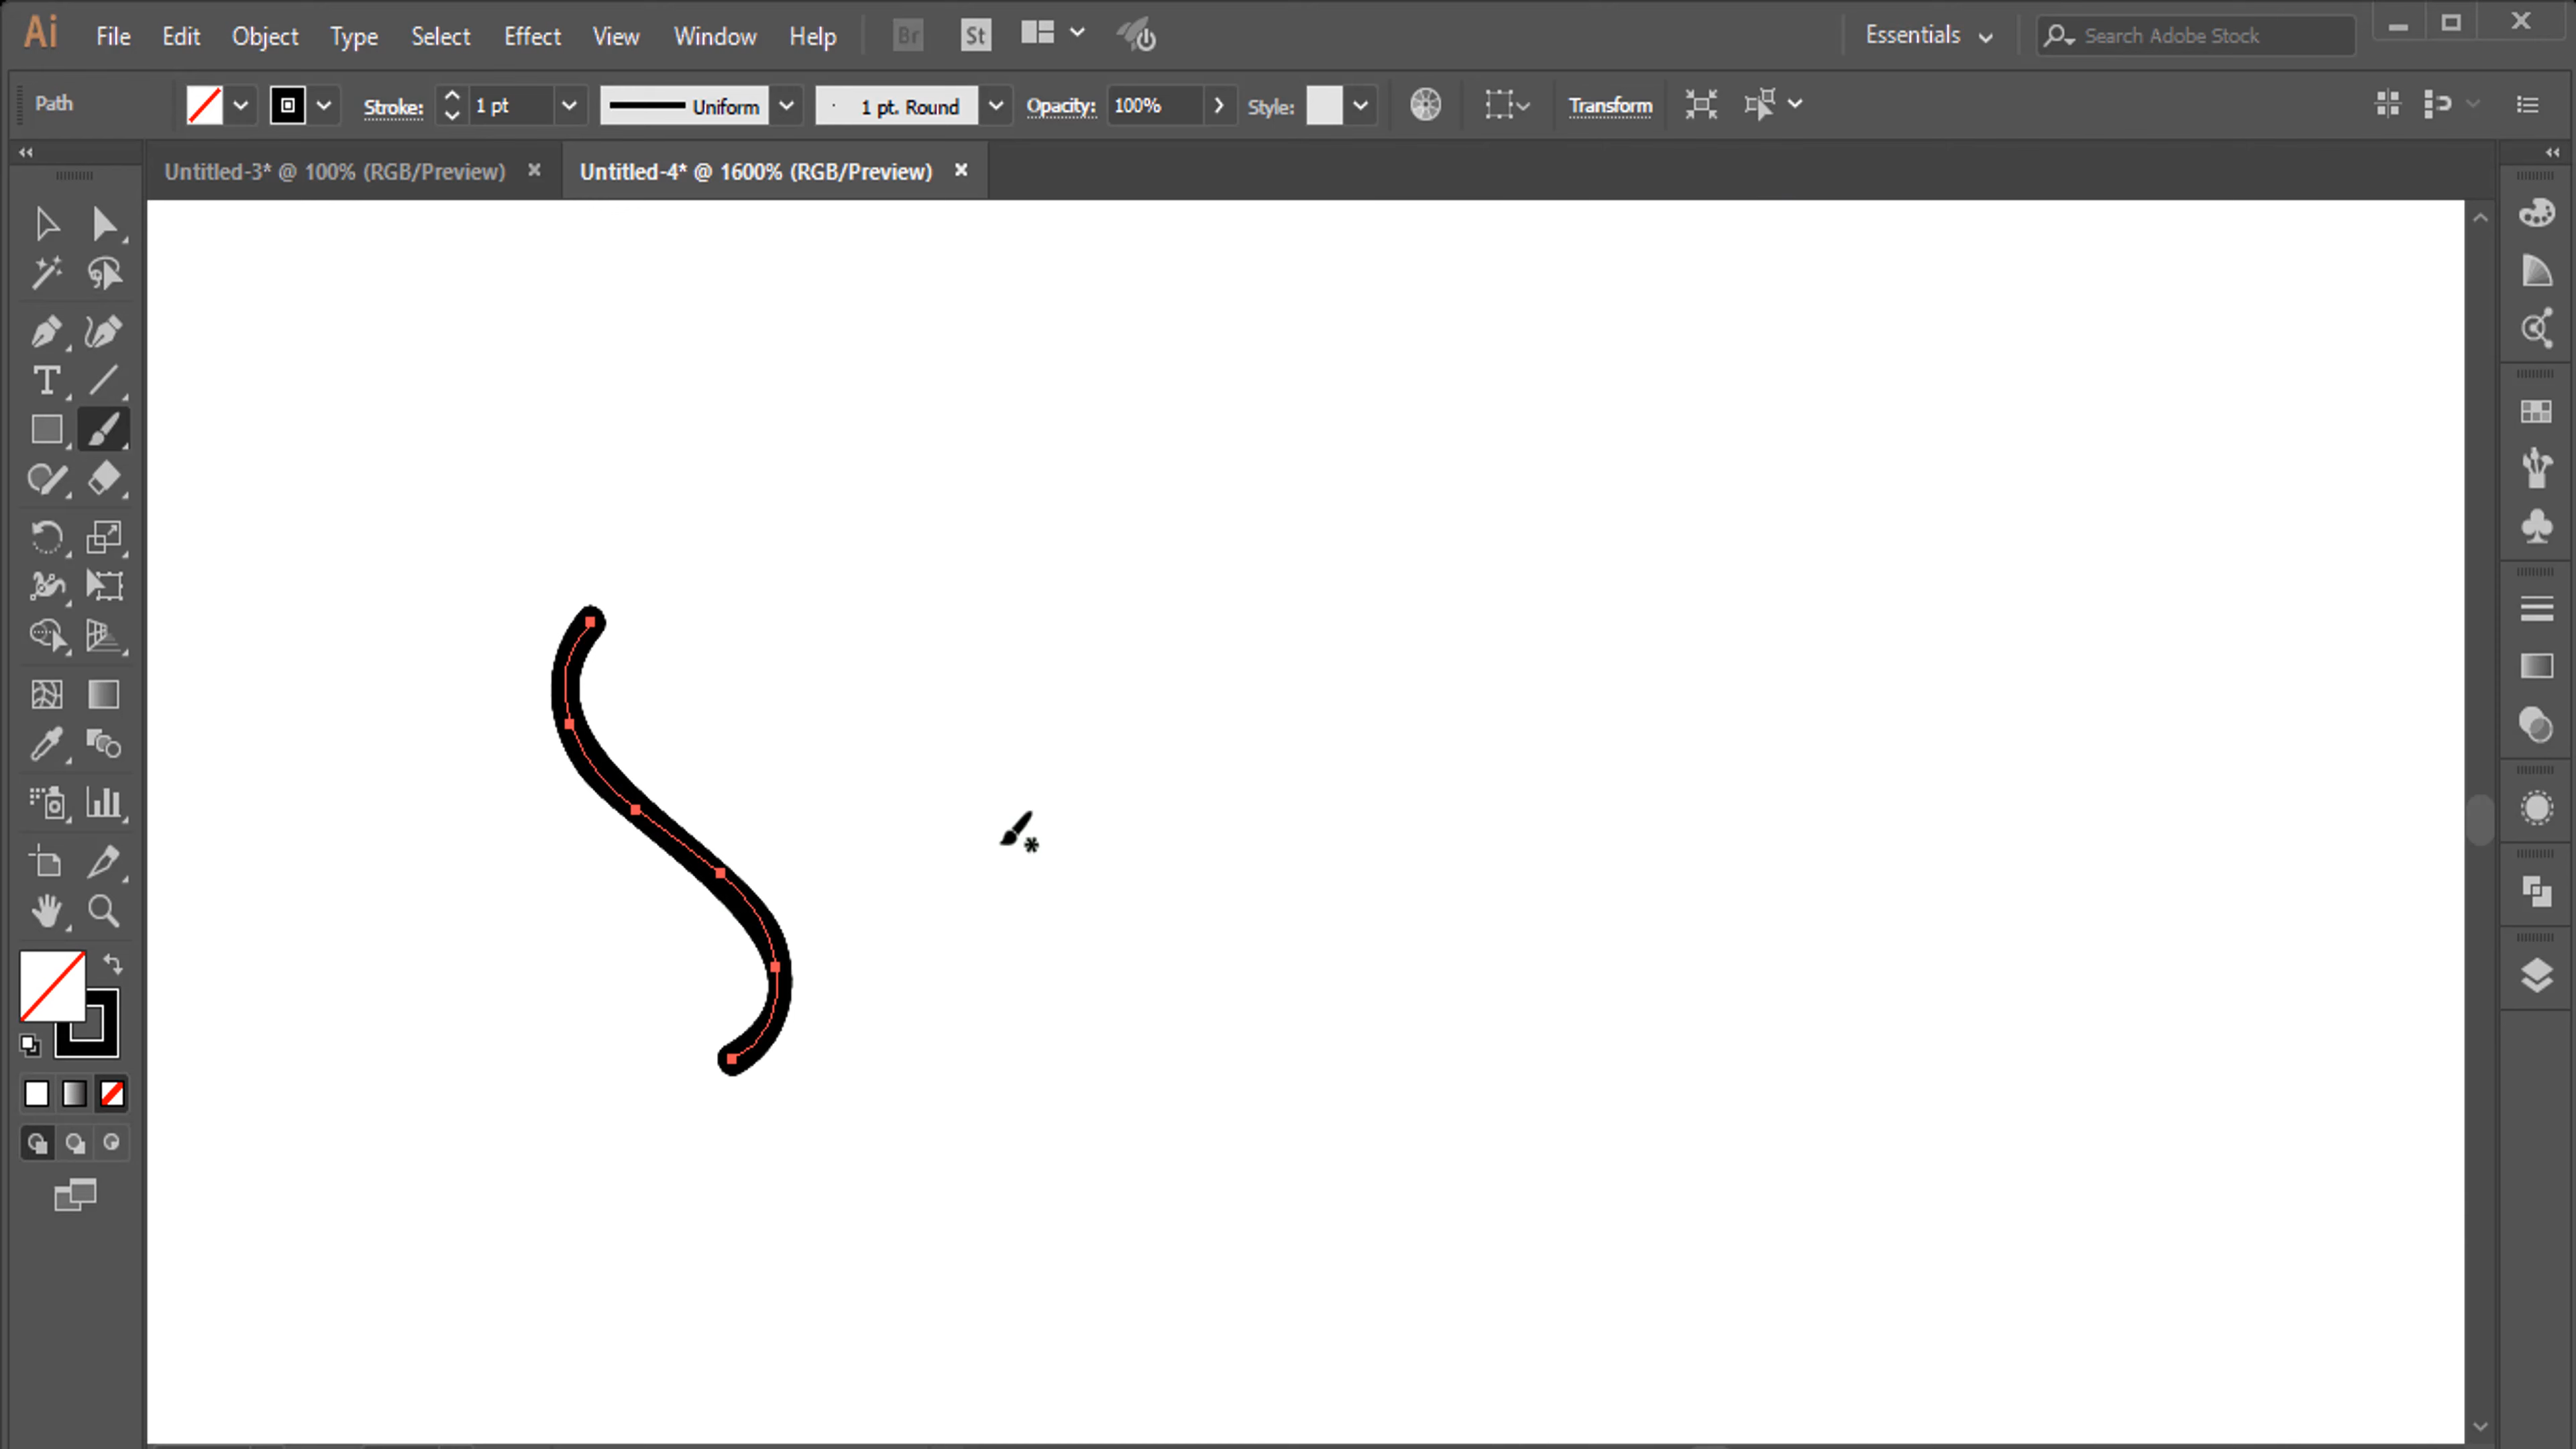 Ai File Edit Object Type Select Effect View Window Help Br St Essentials Search Adobe Stock
Path Stroke: 1 pt Uniform 1 pt. Round Opacity: 100% Style: Transform
Untitled-3* @ 100% (RGB/Preview) × Untitled-4* @ 1600% (RGB/Preview) ×
T